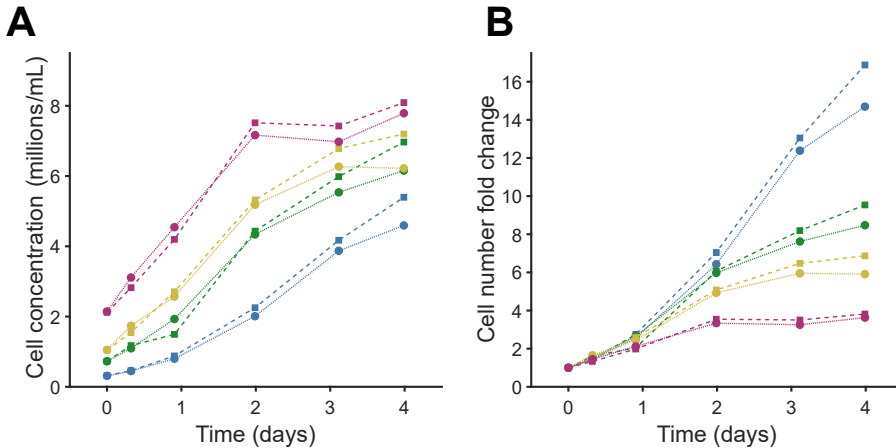 A
B
Cell concentration (millions/mL)
8
6
4
2
0
0 1 2 3 4
Time (days)
Cell number fold change
16
14
12
10
8
6
4
2
0
0 1 2 3 4
Time (days)